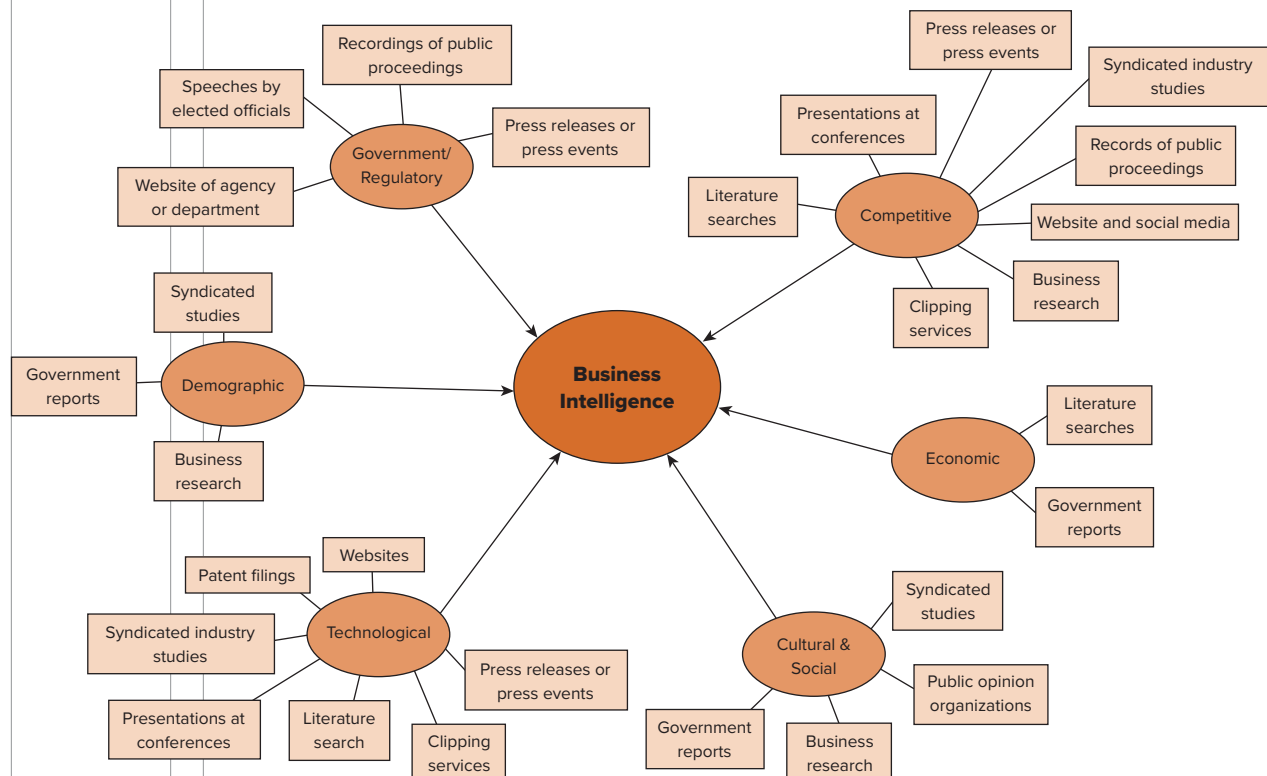 Recordings of public
proceedings
Speeches by
elected officials
Press releases or
press events
Government/
Regulatory
Website of agency
or department
Press releases or
press events
Syndicated industry
studies
Presentations at
conferences
Records of public
proceedings
Literature
searches
Competitive
Website and social media
Business
research
Clipping
services
Syndicated
studies
Government
reports
Demographic
Business
research
Business
Intelligence
Literature
searches
Economic
Government
reports
Websites
Patent filings
Syndicated industry
studies
Technological
Press releases or
press events
Presentations at
conferences
Literature
search
Clipping
services
Syndicated
studies
Cultural &
Social
Public opinion
organizations
Government
reports
Business
research